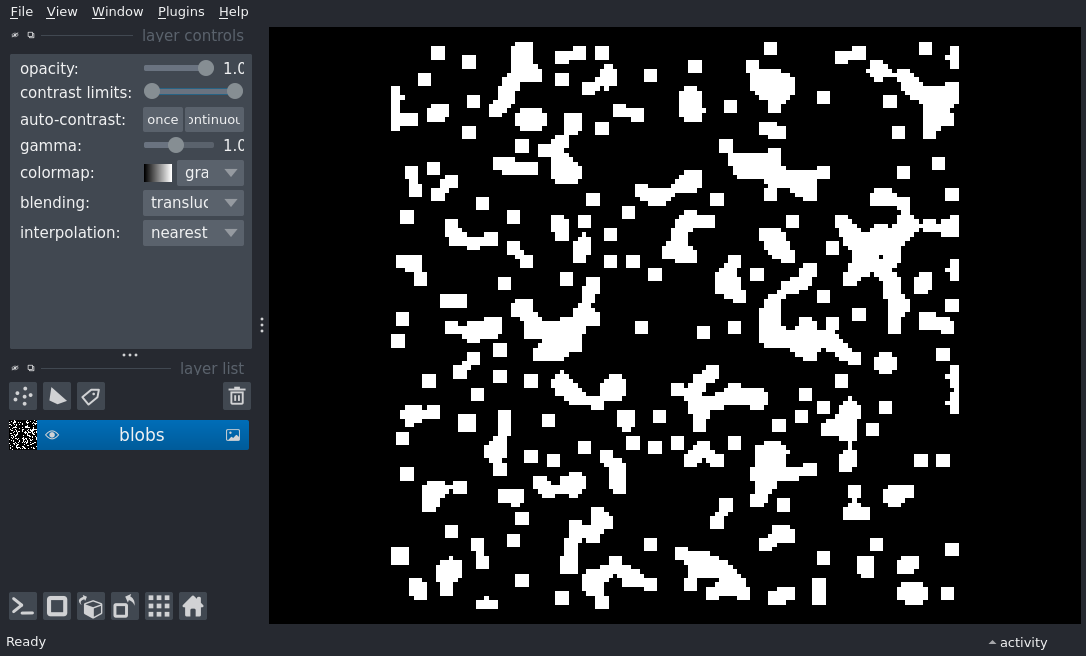 File View Window Plugins Help
layer controls
opacity: 1.0
contrast limits:
auto-contrast: once ontinuou
gamma: 1.0
colormap: gra
blending: transluc
interpolation: nearest
layer list
blobs
Ready
activity